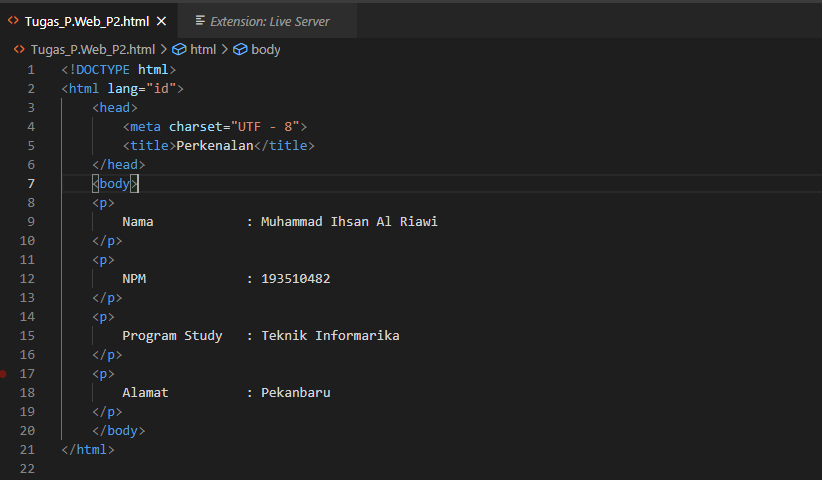 Tugas_P.Web_P2.html Extension: Live Server
Tugas_P.Web_P2.html > html > body
1 <!DOCTYPE html>
2 <html lang="id">
3 <head>
4 <meta charset="UTF - 8">
5 <title>Perkenalan</title>
6 </head>
7 <body>
8 <p>
9 Nama : Muhammad Ihsan Al Riawi
10 </p>
11 <p>
12 NPM : 193510482
13 </p>
14 <p>
15 Program Study : Teknik Informarika
16 </p>
17 <p>
18 Alamat : Pekanbaru
19 </p>
20 </body>
21 </html>
22